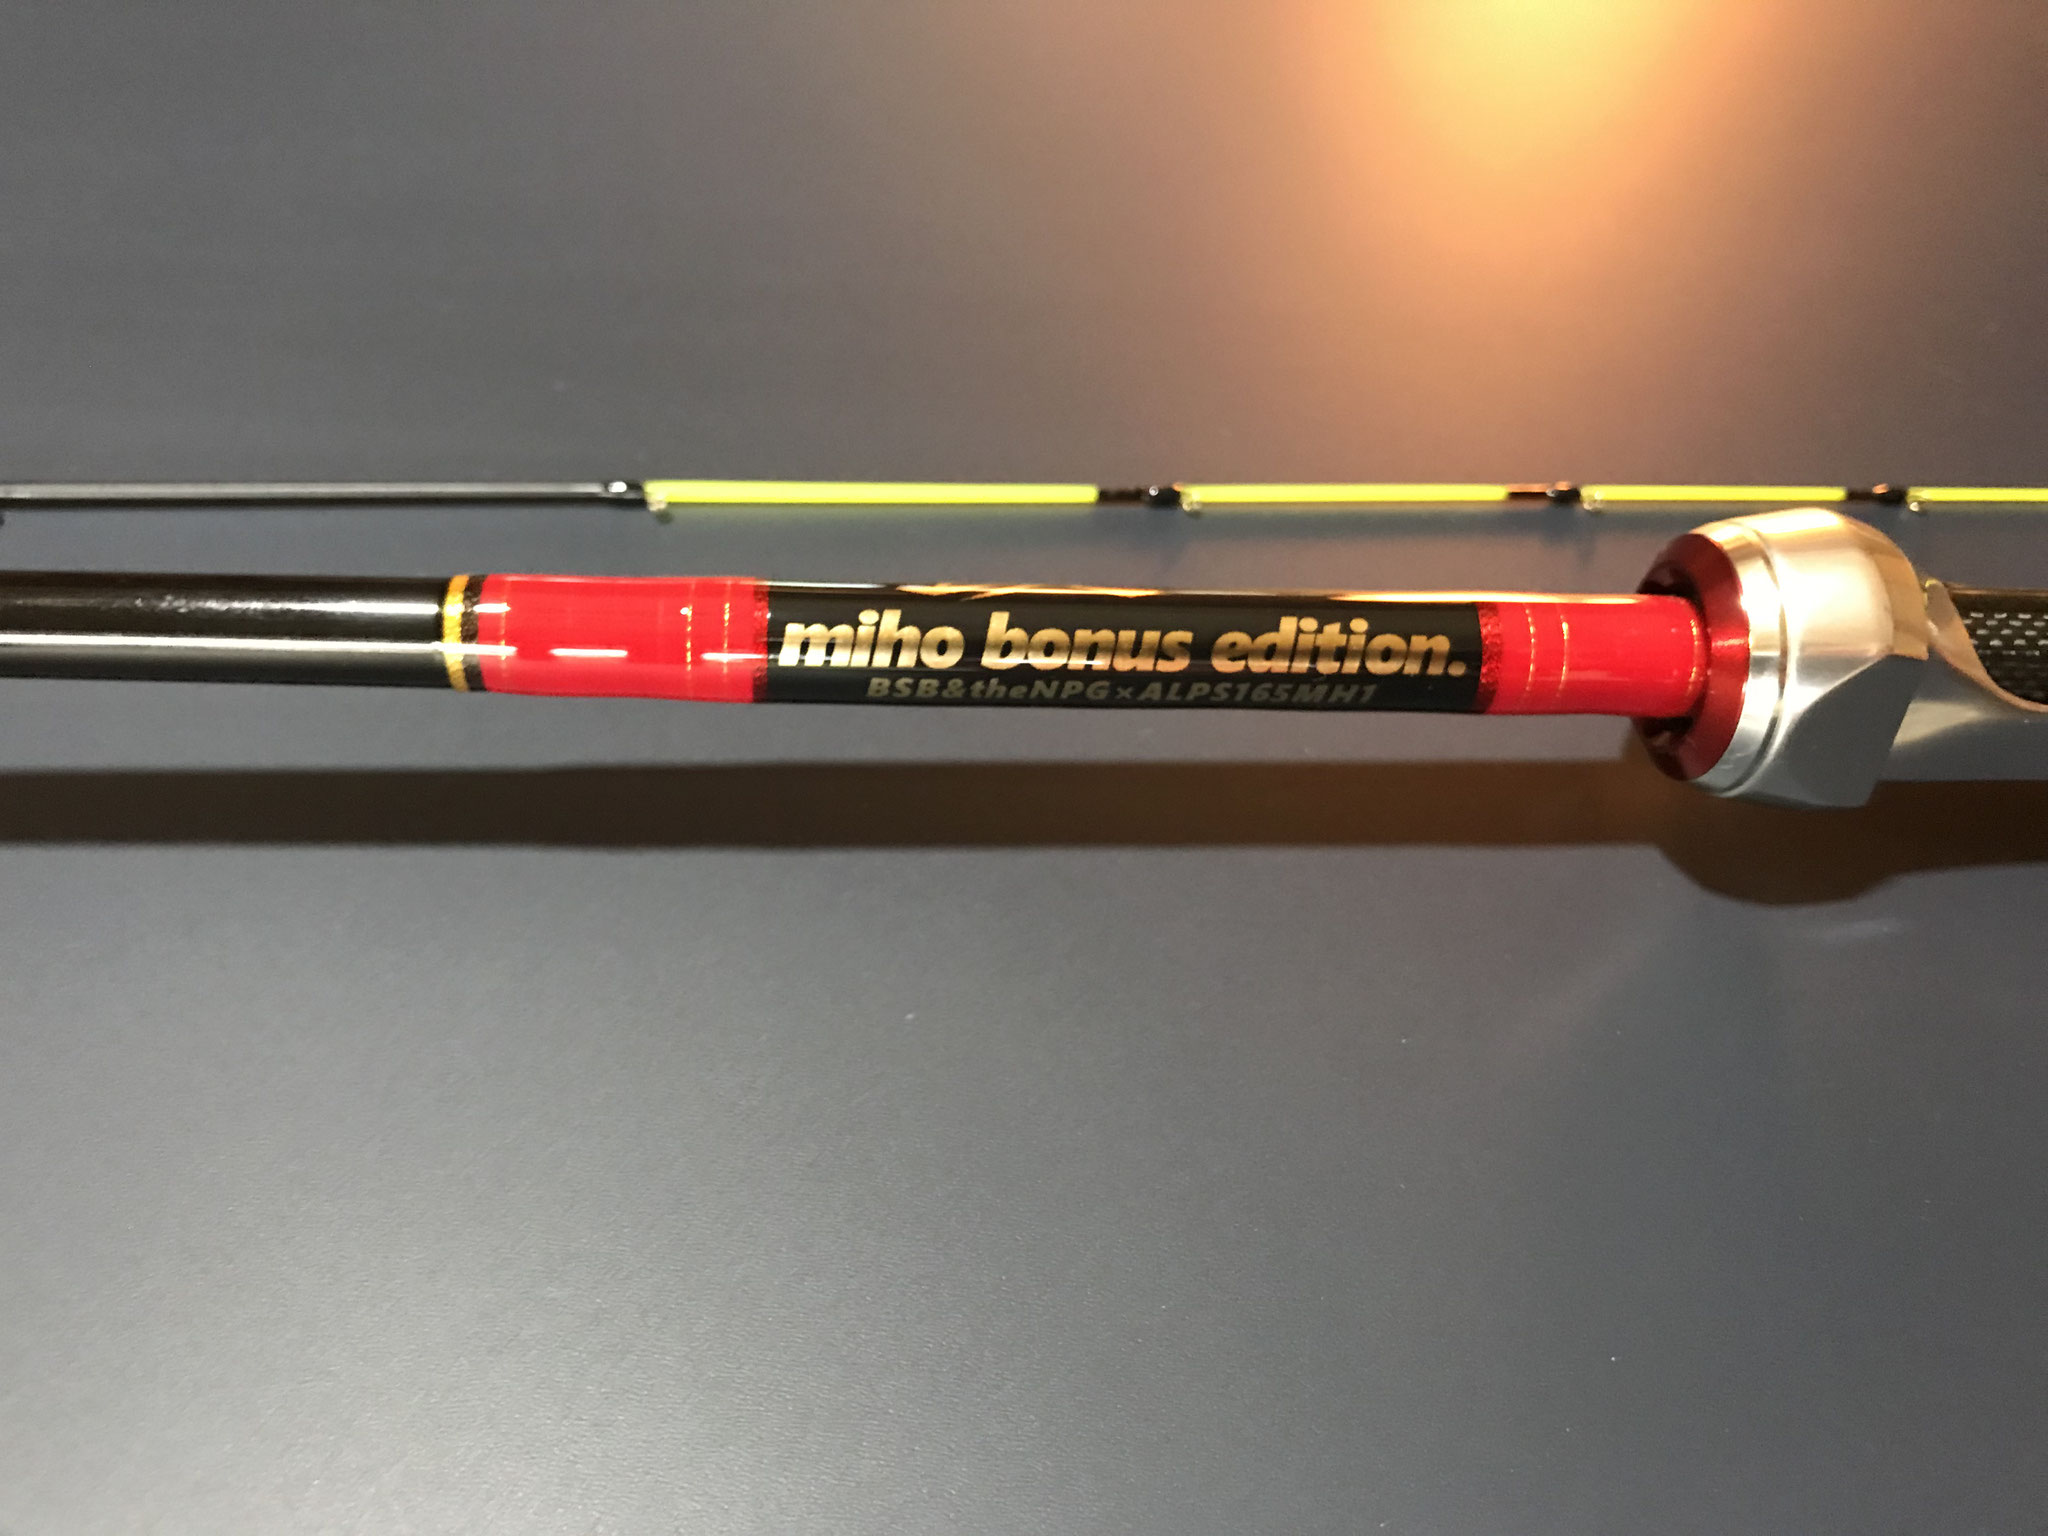 miho bonus edition.
BSB&theNPG×ALPS165MH1